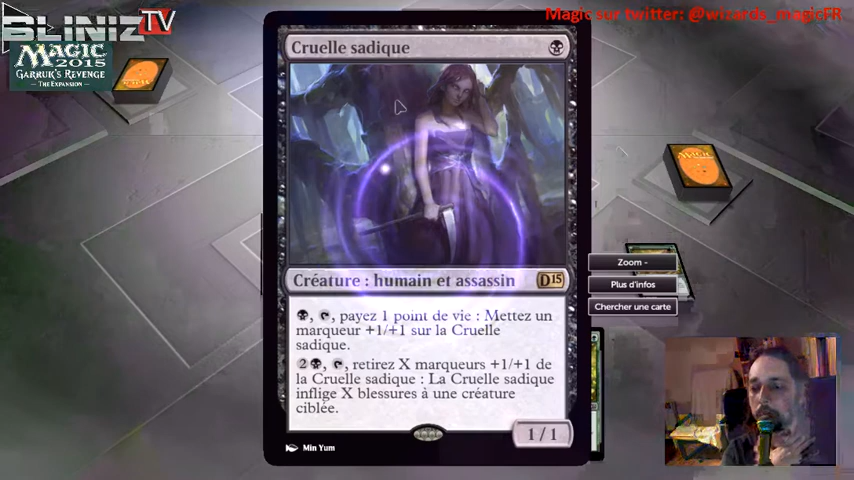 BLINIZ TV
Magic sur twitter: @wizards_magicFR
MAGIC
2015
GARRUK'S REVENGE
— THE EXPANSION —
Cruelle sadique
Créature : humain et assassin
D15
, , payez 1 point de vie : Mettez un
marqueur +1/+1 sur la Cruelle
sadique.
2 , , retirez X marqueurs +1/+1 de
la Cruelle sadique : La Cruelle sadique
inflige X blessures à une créature
ciblée.
1 / 1
Min Yum
MAGIC
Zoom -
Plus d'infos
Chercher une carte